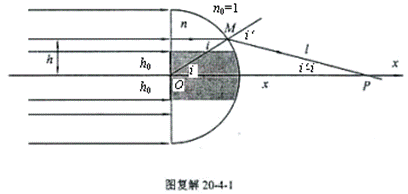 n₀=1
n
M
i′
h
i
l
h₀
i
i′-i
x
h₀
O
x
P
图复解 20-4-1